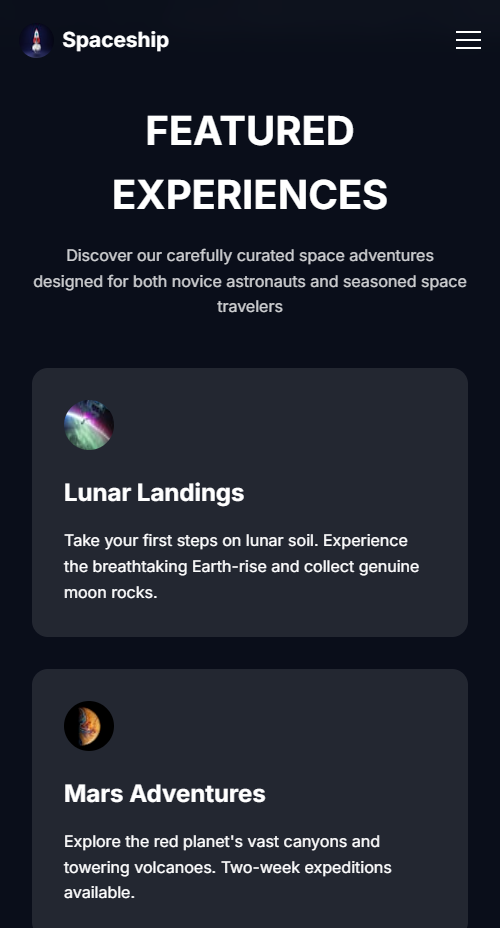 Spaceship
FEATURED
EXPERIENCES
Discover our carefully curated space adventures
designed for both novice astronauts and seasoned space
travelers
Lunar Landings
Take your first steps on lunar soil. Experience
the breathtaking Earth-rise and collect genuine
moon rocks.
Mars Adventures
Explore the red planet's vast canyons and
towering volcanoes. Two-week expeditions
available.